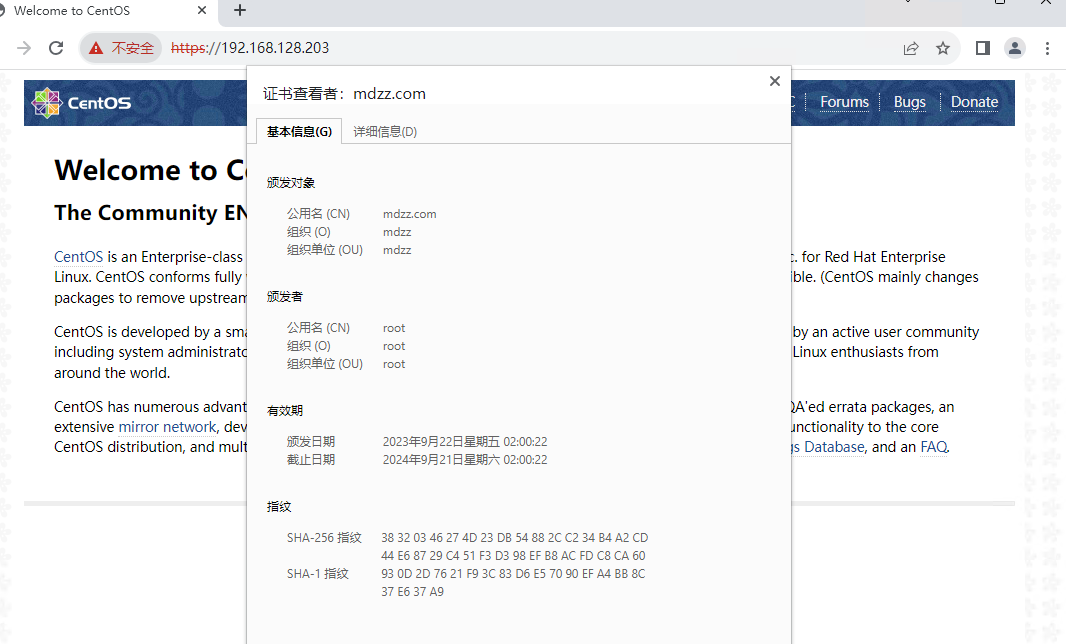 Welcome to CentOS
不安全 https://192.168.128.203
CentOS
Forums Bugs Donate
证书查看者：mdzz.com
基本信息(G) 详细信息(D)
Welcome to
The Community
颁发对象
公用名 (CN) mdzz.com
组织 (O) mdzz
组织单位 (OU) mdzz
CentOS is an Enterprise-class
for Red Hat Enterprise
Linux. CentOS conforms fully
(CentOS mainly changes
packages to remove upstream
颁发者
公用名 (CN) root
组织 (O) root
组织单位 (OU) root
CentOS is developed by a
by an active user community
including system
Linux enthusiasts from
around the world.
有效期
颁发日期 2023年9月22日星期五 02:00:22
截止日期 2024年9月21日星期六 02:00:22
CentOS has numerous
QA'ed errata packages, an
extensive mirror network,
to the core
CentOS distribution, and
Database, and an FAQ.
指纹
SHA-256 指纹 38 32 03 46 27 4D 23 DB 54 88 2C C2 34 B4 A2 CD
44 E6 87 29 C4 51 F3 D3 98 EF B8 AC FD C8 CA 60
SHA-1 指纹 93 0D 2D 76 21 F9 3C 83 D6 E5 70 90 EF A4 BB 8C
37 E6 37 A9